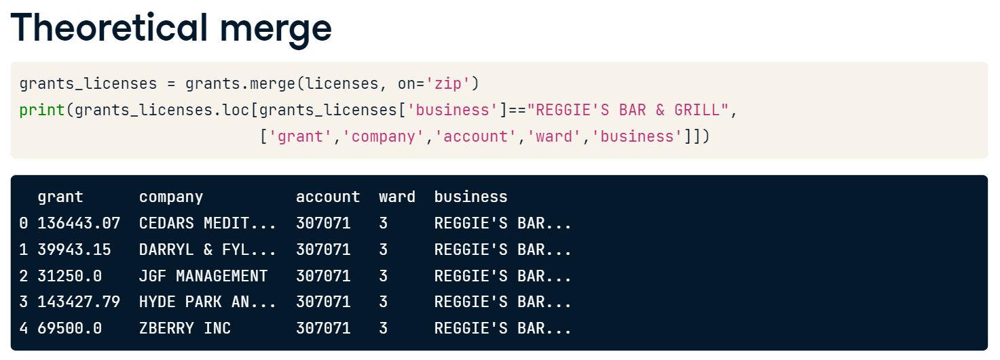 Theoretical merge
grants_licenses = grants.merge(licenses, on='zip')
print(grants_licenses.loc[grants_licenses['business']=="REGGIE'S BAR & GRILL",
['grant','company','account','ward','business']])
grant company account ward business
0 136443.07 CEDARS MEDIT... 307071 3 REGGIE'S BAR...
1 39943.15 DARRYL & FYL... 307071 3 REGGIE'S BAR...
2 31250.0 JGF MANAGEMENT 307071 3 REGGIE'S BAR...
3 143427.79 HYDE PARK AN... 307071 3 REGGIE'S BAR...
4 69500.0 ZBERRY INC 307071 3 REGGIE'S BAR...